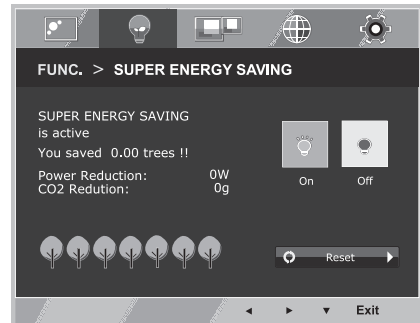 FUNC. > SUPER ENERGY SAVING
SUPER ENERGY SAVING
is active
You saved 0.00 trees !!
Power Reduction: 0W
CO2 Redution: 0g
On Off
Reset
Exit